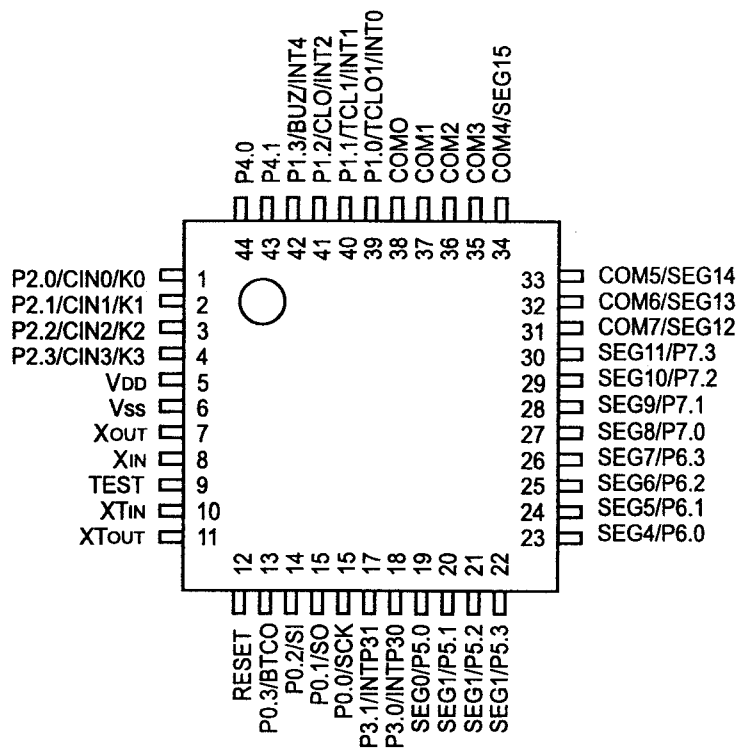 P4.0
P4.1
P1.3/BUZ/INT4
P1.2/CLO/INT2
P1.1/TCL1/INT1
P1.0/TCLO1/INT0
COMO
COM1
COM2
COM3
COM4/SEG15
44
43
42
41
40
39
38
37
36
35
34
P2.0/CIN0/K0 1
P2.1/CIN1/K1 2
P2.2/CIN2/K2 3
P2.3/CIN3/K3 4
VDD 5
Vss 6
XOUT 7
XIN 8
TEST 9
XTIN 10
XTOUT 11
33 COM5/SEG14
32 COM6/SEG13
31 COM7/SEG12
30 SEG11/P7.3
29 SEG10/P7.2
28 SEG9/P7.1
27 SEG8/P7.0
26 SEG7/P6.3
25 SEG6/P6.2
24 SEG5/P6.1
23 SEG4/P6.0
12
13
14
15
15
17
18
19
20
21
22
RESET
P0.3/BTCO
P0.2/SI
P0.1/SO
P0.0/SCK
P3.1/INTP31
P3.0/INTP30
SEG0/P5.0
SEG1/P5.1
SEG1/P5.2
SEG1/P5.3